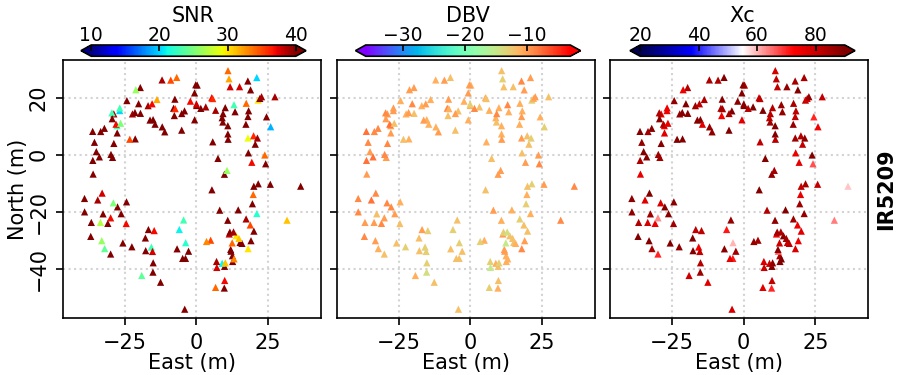 SNR DBV Xc
10 20 30 40 −30 −20 −10 20 40 60 80
20
0
−20
−40
North (m)
IR5209
−25 0 25 −25 0 25 −25 0 25
East (m) East (m) East (m)